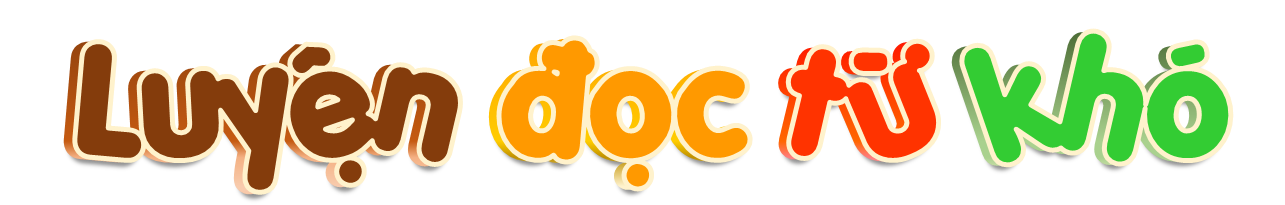 Luyện đọc từ khó